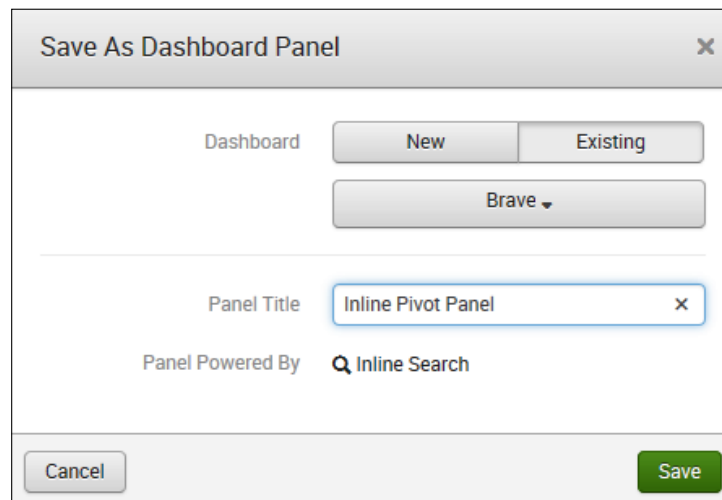 Save As Dashboard Panel
Dashboard New Existing
Brave
Panel Title Inline Pivot Panel
Panel Powered By Inline Search
Cancel Save